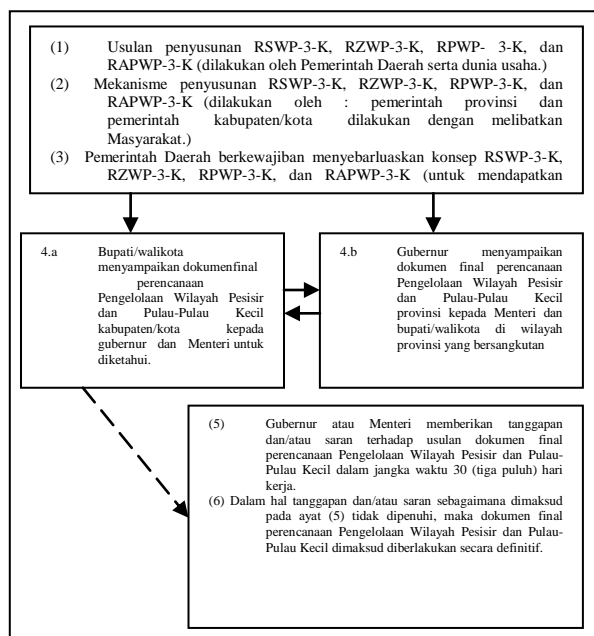 (1) Usulan penyusunan RSWP-3-K, RZWP-3-K, RPWP- 3-K, dan
RAPWP-3-K (dilakukan oleh Pemerintah Daerah serta dunia usaha.)
(2) Mekanisme penyusunan RSWP-3-K, RZWP-3-K, RPWP-3-K, dan
RAPWP-3-K (dilakukan oleh : pemerintah provinsi dan
pemerintah kabupaten/kota dilakukan dengan melibatkan
Masyarakat.)
(3) Pemerintah Daerah berkewajiban menyebarluaskan konsep RSWP-3-K,
RZWP-3-K, RPWP-3-K, dan RAPWP-3-K (untuk mendapatkan
4.a Bupati/walikota
menyampaikan dokumenfinal
perencanaan
Pengelolaan Wilayah Pesisir
dan Pulau-Pulau Kecil
kabupaten/kota kepada
gubernur dan Menteri untuk
diketahui.
4.b Gubernur menyampaikan
dokumen final perencanaan
Pengelolaan Wilayah Pesisir
dan Pulau-Pulau Kecil
provinsi kepada Menteri dan
bupati/walikota di wilayah
provinsi yang bersangkutan
(5) Gubernur atau Menteri memberikan tanggapan
dan/atau saran terhadap usulan dokumen final
perencanaan Pengelolaan Wilayah Pesisir dan Pulau-
Pulau Kecil dalam jangka waktu 30 (tiga puluh) hari
kerja.
(6) Dalam hal tanggapan dan/atau saran sebagaimana dimaksud
pada ayat (5) tidak dipenuhi, maka dokumen final
perencanaan Pengelolaan Wilayah Pesisir dan Pulau-
Pulau Kecil dimaksud diberlakukan secara definitif.